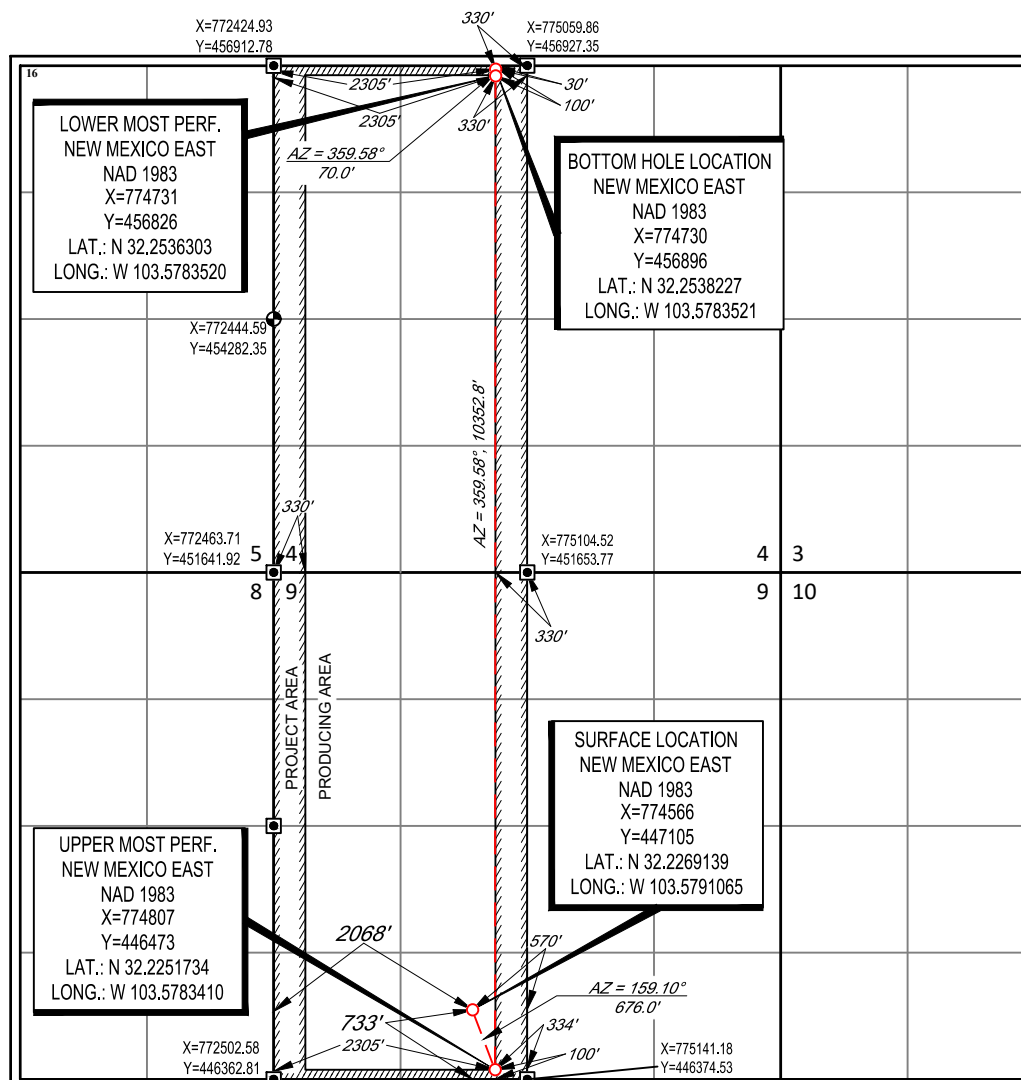 X=772424.93
Y=456912.78
330'
X=775059.86
Y=456927.35
16
2305'
30'
2305'
100'
330'
AZ = 359.58°
70.0'
LOWER MOST PERF.
NEW MEXICO EAST
NAD 1983
X=774731
Y=456826
LAT.: N 32.2536303
LONG.: W 103.5783520
BOTTOM HOLE LOCATION
NEW MEXICO EAST
NAD 1983
X=774730
Y=456896
LAT.: N 32.2538227
LONG.: W 103.5783521
X=772444.59
Y=454282.35
AZ = 359.58°, 10352.8'
330'
X=772463.71
Y=451641.92
5 4
8 9
X=775104.52
Y=451653.77
4 3
9 10
330'
PROJECT AREA
PRODUCING AREA
SURFACE LOCATION
NEW MEXICO EAST
NAD 1983
X=774566
Y=447105
LAT.: N 32.2269139
LONG.: W 103.5791065
UPPER MOST PERF.
NEW MEXICO EAST
NAD 1983
X=774807
Y=446473
LAT.: N 32.2251734
LONG.: W 103.5783410
2068'
570'
AZ = 159.10°
676.0'
733'
334'
2305'
100'
X=772502.58
Y=446362.81
X=775141.18
Y=446374.53